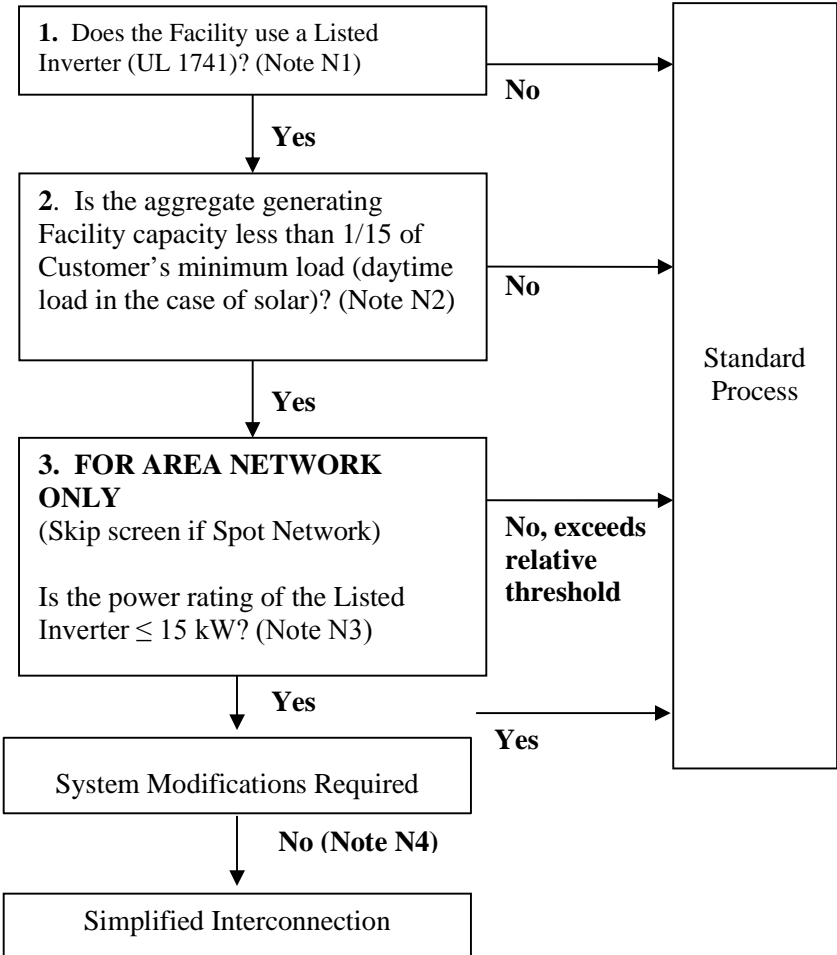 1. Does the Facility use a Listed
Inverter (UL 1741)? (Note N1)
No
Yes
2. Is the aggregate generating
Facility capacity less than 1/15 of
Customer’s minimum load (daytime
load in the case of solar)? (Note N2)
No
Standard
Process
Yes
3. FOR AREA NETWORK
ONLY
(Skip screen if Spot Network)
Is the power rating of the Listed
Inverter ≤ 15 kW? (Note N3)
No, exceeds
relative
threshold
Yes
Yes
System Modifications Required
No (Note N4)
Simplified Interconnection